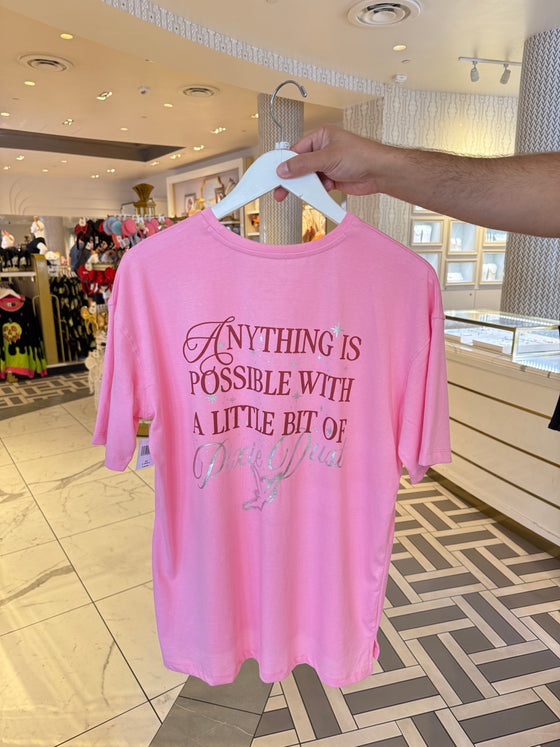 ANYTHING IS
POSSIBLE WITH
A LITTLE BIT OF
Pixie Dust